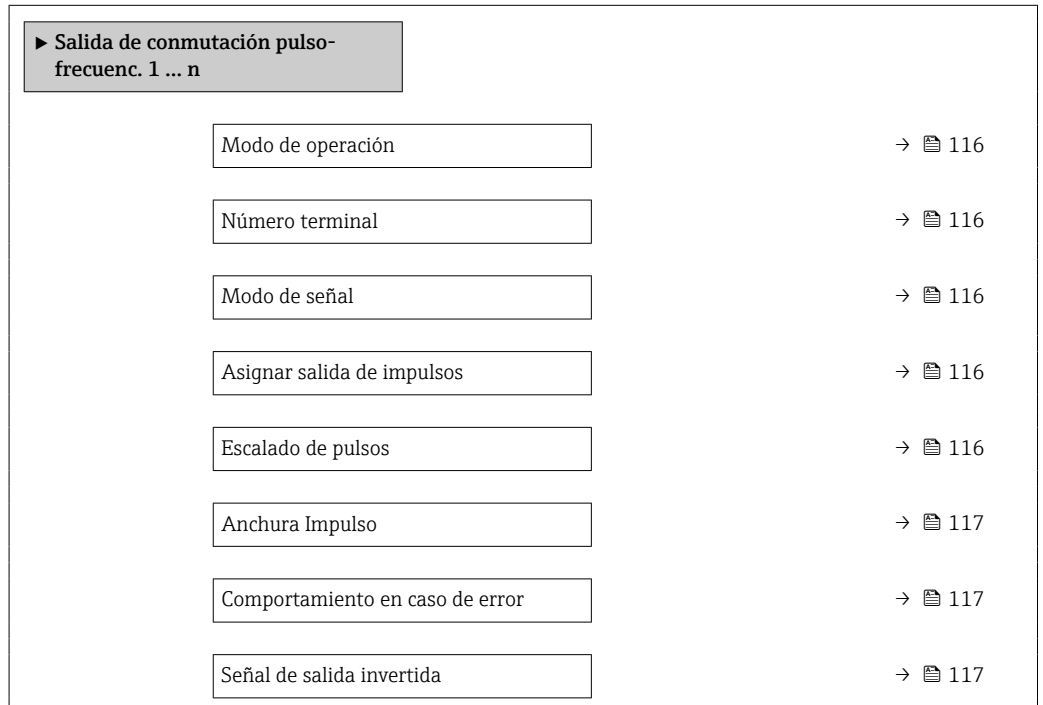 ▶ Salida de conmutación pulso-
frecuenc. 1 ... n
Modo de operación → 116
Número terminal → 116
Modo de señal → 116
Asignar salida de impulsos → 116
Escalado de pulsos → 116
Anchura Impulso → 117
Comportamiento en caso de error → 117
Señal de salida invertida → 117